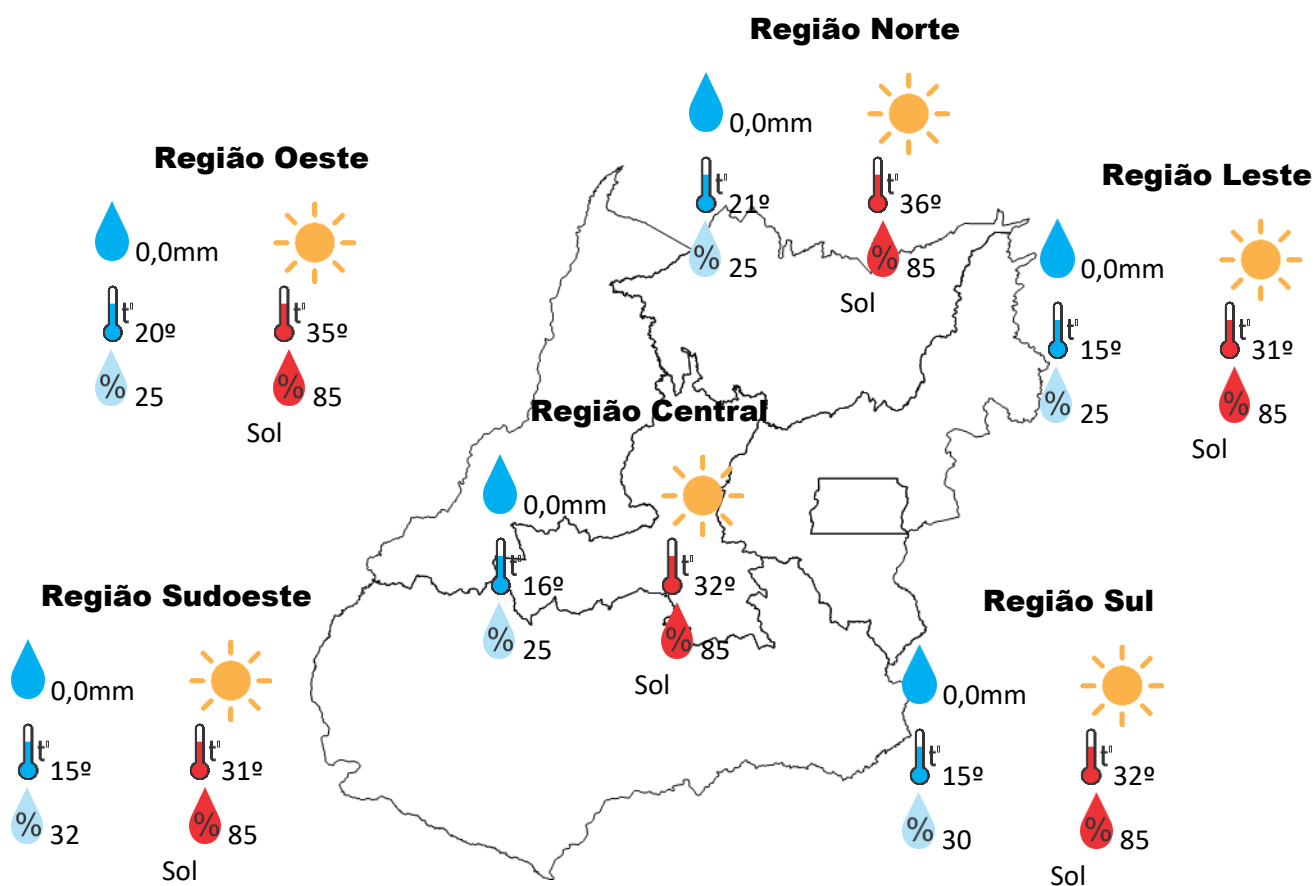 Região Norte
0,0mm
t°
21º
t°
36º
%
25
%
85
Sol
Região Oeste
0,0mm
t°
20º
t°
35º
%
25
%
85
Sol
Região Leste
0,0mm
t°
15º
t°
31º
%
25
%
85
Sol
Região Central
0,0mm
t°
16º
t°
32º
%
25
%
85
Sol
Região Sudoeste
0,0mm
t°
15º
t°
31º
%
32
%
85
Sol
Região Sul
0,0mm
t°
15º
t°
32º
%
30
%
85
Sol